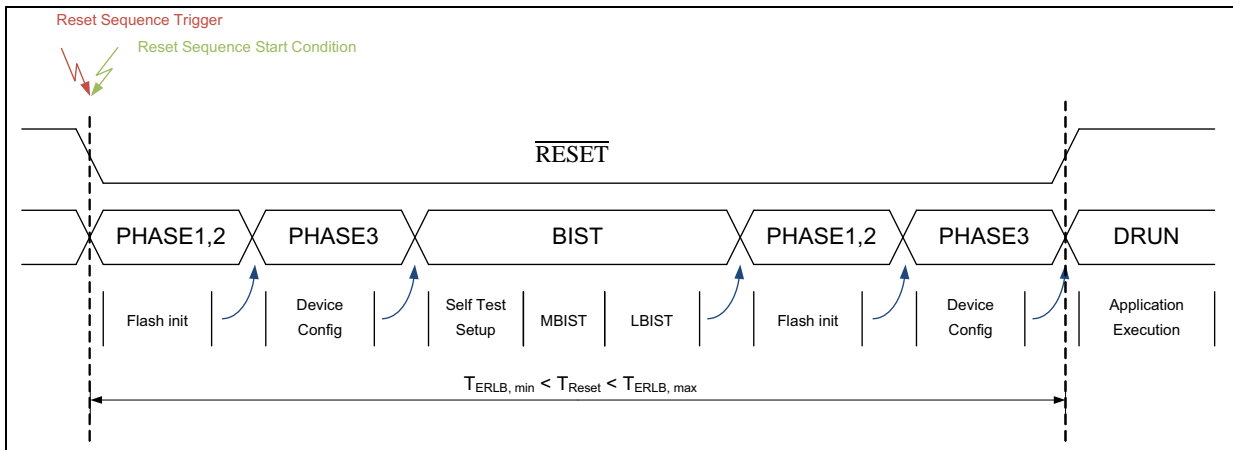 Reset Sequence Trigger
Reset Sequence Start Condition
RESET
PHASE1,2 PHASE3 BIST PHASE1,2 PHASE3 DRUN
Flash init
Device
Config
Self Test
Setup
MBIST
LBIST
Flash init
Device
Config
Application
Execution
TERLB, min < TReset < TERLB, max